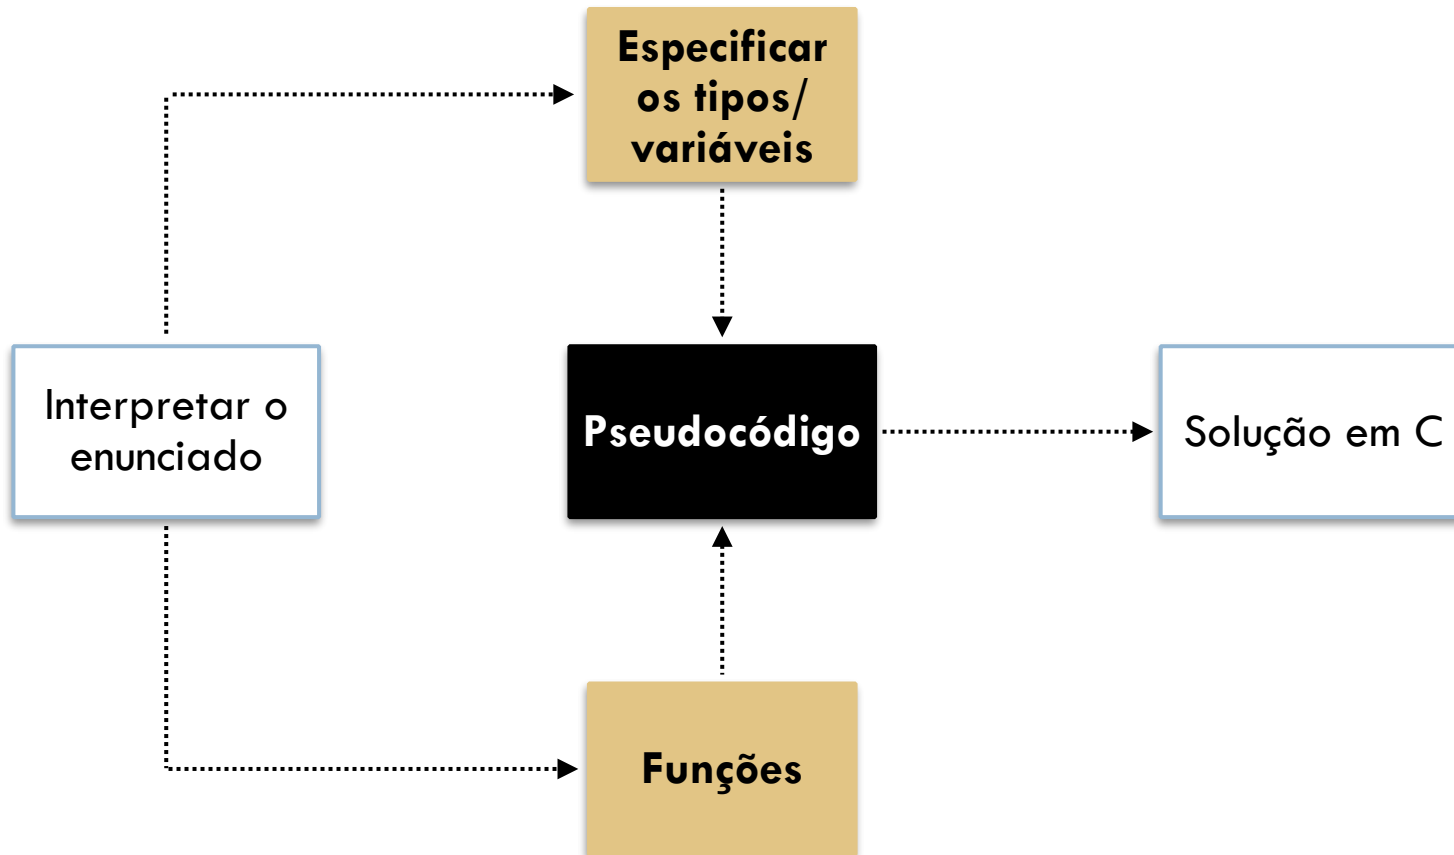 Especificar
os tipos/
variáveis
Interpretar o
enunciado
Pseudocódigo
Solução em C
Funções